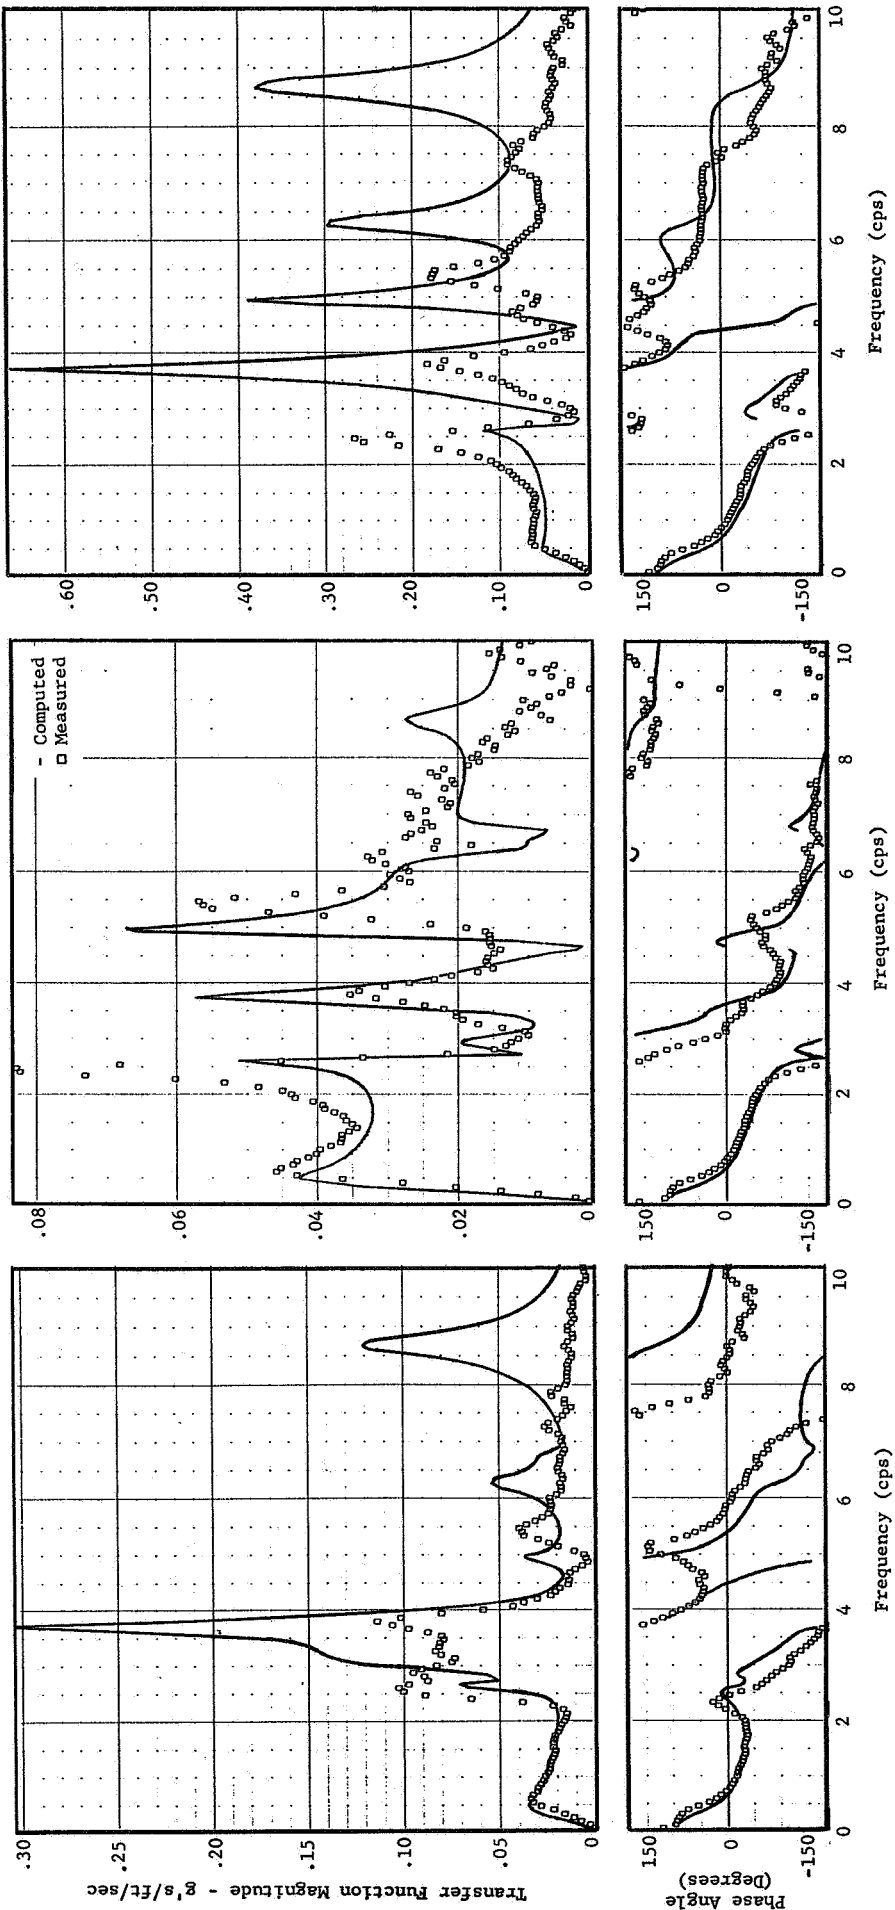 Transfer Function Magnitude - g's/ft/sec
.30
.25
.20
.15
.10
.05
0
Phase Angle
(Degrees)
150
0
-150
0 2 4 6 8 10
Frequency (cps)
- Computed
□ Measured
.08
.06
.04
.02
0
150
0
-150
0 2 4 6 8 10
Frequency (cps)
.60
.50
.40
.30
.20
.10
0
150
0
-150
0 2 4 6 8 10
Frequency (cps)